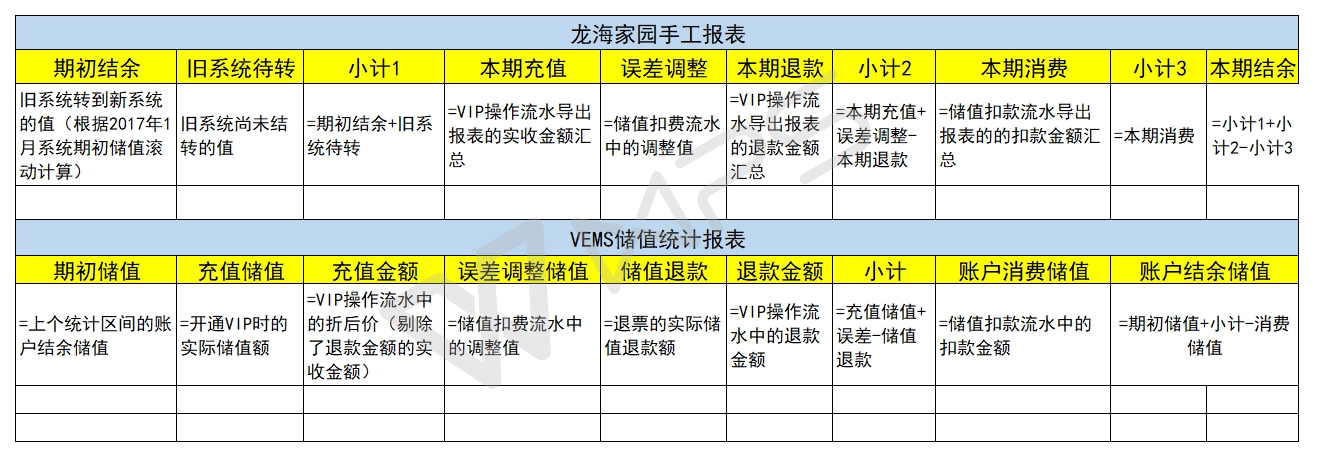 龙海家园手工报表
期初结余 旧系统待转 小计1 本期充值 误差调整 本期退款 小计2 本期消费 小计3 本期结余
旧系统转到新系统
的值（根据2017年1
月系统期初储值滚
动计算）
旧系统尚未结
转的值
=期初结余+旧系
统待转
=VIP操作流水导出
报表的实收金额汇
总
=储值扣费流水
中的调整值
=VIP操作流
水导出报表
的退款金额
汇总
=本期充值+
误差调整-
本期退款
=储值扣款流水导出
报表的的扣款金额汇
总
=本期消费
=小计1+小
计2-小计3
VEMS储值统计报表
期初储值 充值储值 充值金额 误差调整储值 储值退款 退款金额 小计 账户消费储值 账户结余储值
=上个统计区间的账
户结余储值
=开通VIP时的
实际储值额
=VIP操作流水中
的折后价（剔除
了退款金额的实
收金额）
=储值扣费流水中
的调整值
=退票的实际储
值退款额
=VIP操作流
水中的退款
金额
=充值储值+
误差-储值
退款
=储值扣款流水中的
扣款金额
=期初储值+小计-消费
储值
WPS